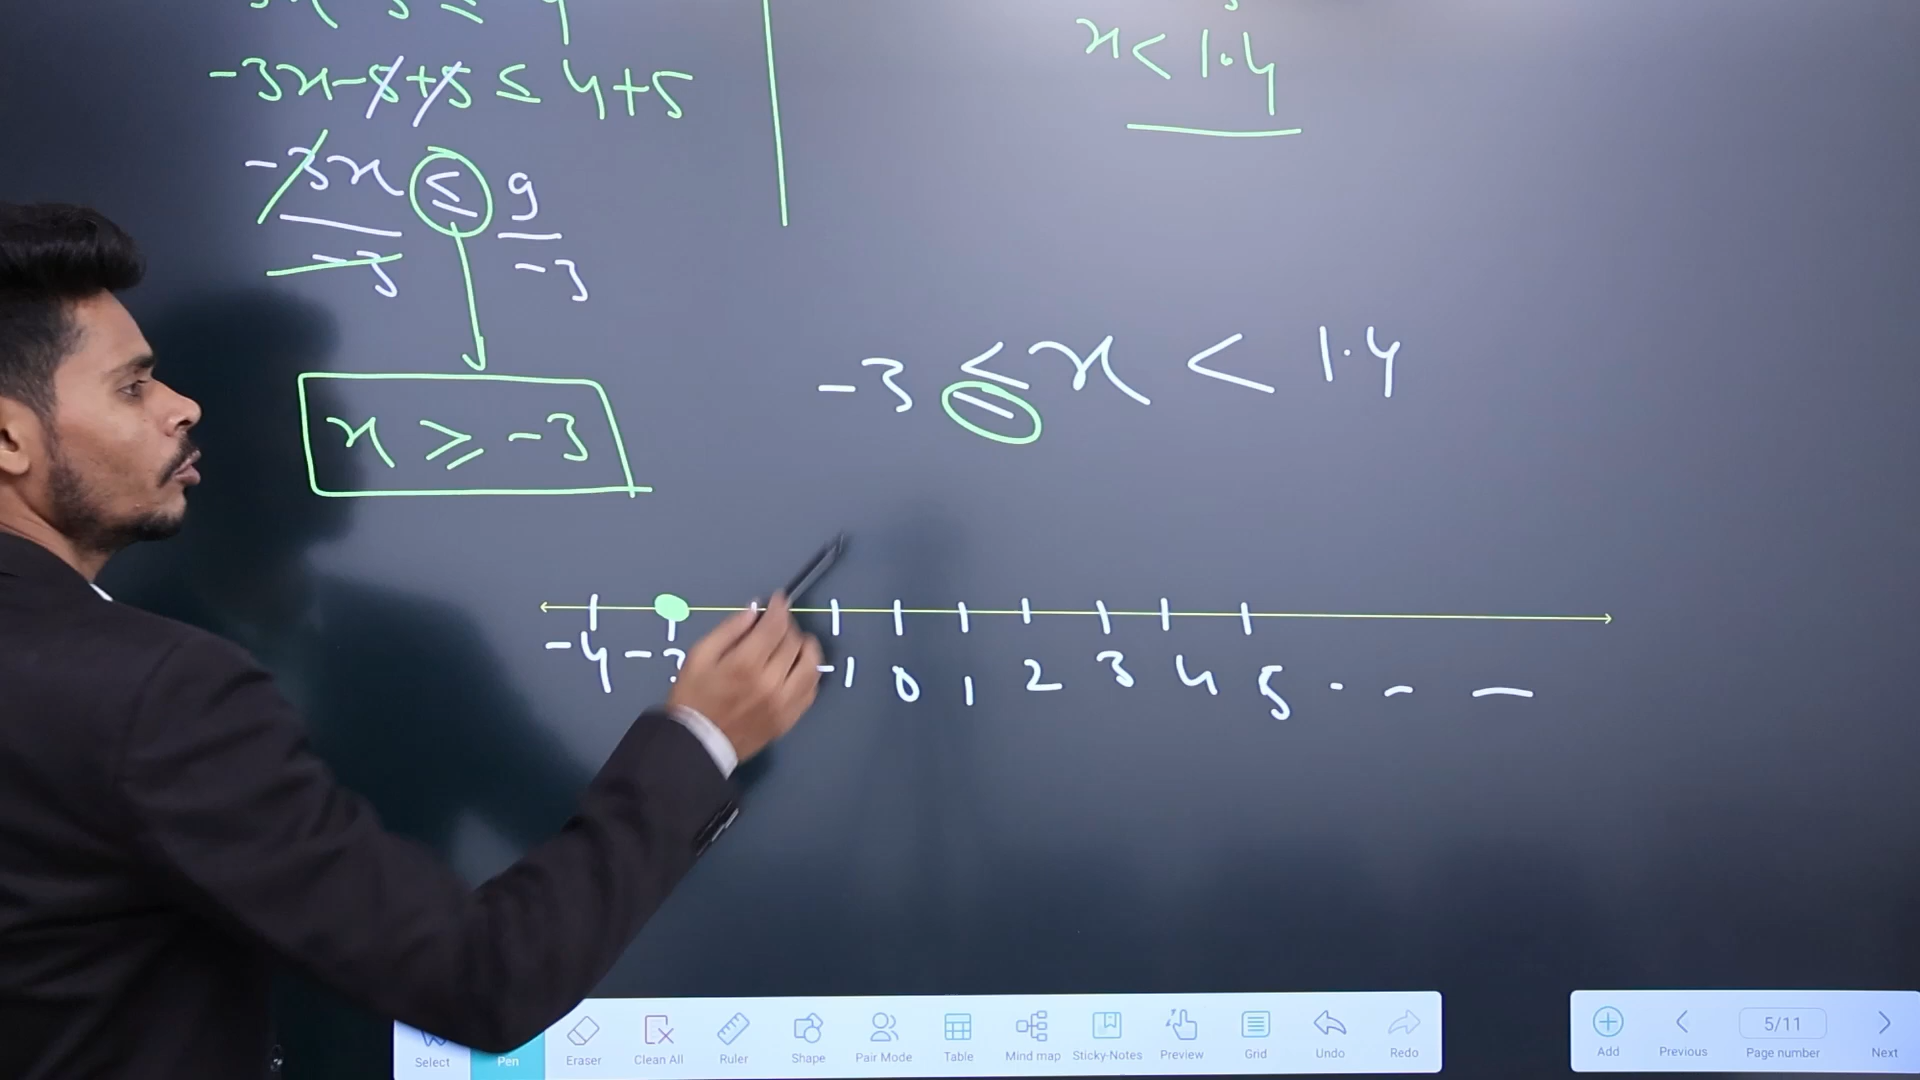 -3x-5+5 ≤ 4+5
-3x ≤ 9
-3 -3
x ≥ -3
x < 1.4
-3 ≤ x < 1.4
-4 -3 -1 0 1 2 3 4 5 . - —
Select Pen Eraser Clean All Ruler Shape Pair Mode Table Mind map Sticky-Notes Preview Grid Undo Redo
5/11
Add Previous Page number Next